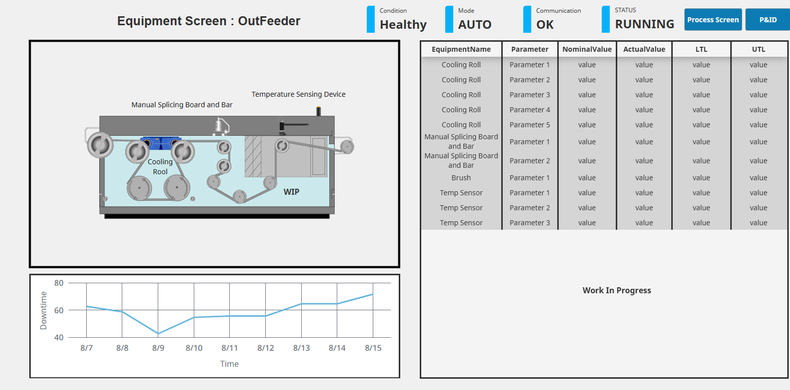 Equipment Screen : OutFeeder
Condition
Healthy
Mode
AUTO
Communication
OK
STATUS
RUNNING
Process Screen
P&ID
Temperature Sensing Device
Manual Splicing Board and Bar
Cooling
Rool
WIP
EquipmentName Parameter NominalValue ActualValue LTL UTL
Cooling Roll Parameter 1 value value value value
Cooling Roll Parameter 2 value value value value
Cooling Roll Parameter 3 value value value value
Cooling Roll Parameter 4 value value value value
Cooling Roll Parameter 5 value value value value
Manual Splicing Board
and Bar Parameter 1 value value value value
Manual Splicing Board
and Bar Parameter 2 value value value value
Brush Parameter 1 value value value value
Temp Sensor Parameter 1 value value value value
Temp Sensor Parameter 2 value value value value
Temp Sensor Parameter 3 value value value value
Work In Progress
Downtime
80
60
40
8/7 8/8 8/9 8/10 8/11 8/12 8/13 8/14 8/15
Time